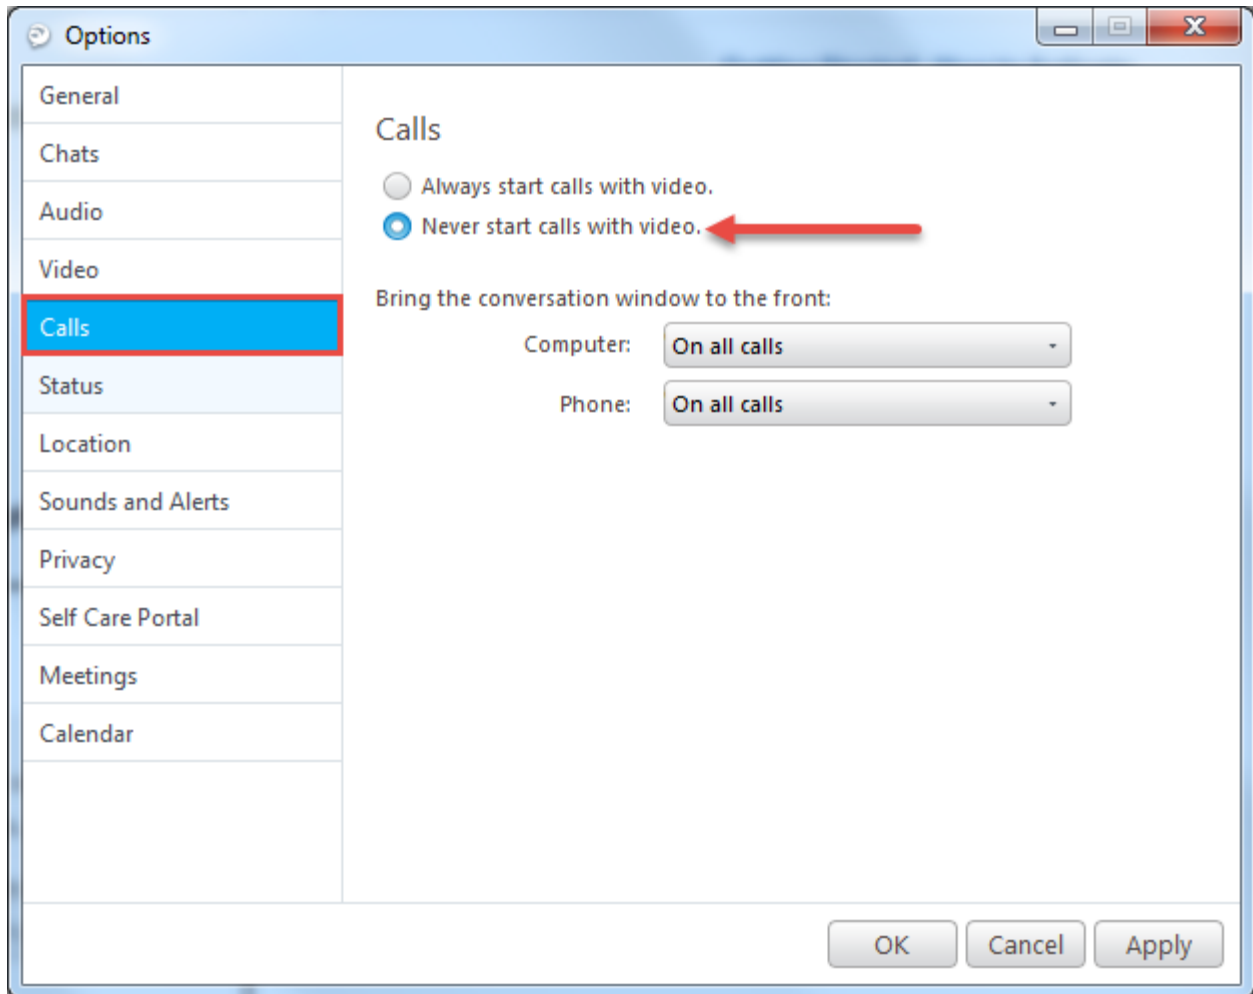 Options
General
Chats
Audio
Video
Calls
Status
Location
Sounds and Alerts
Privacy
Self Care Portal
Meetings
Calendar
Calls
Always start calls with video.
Never start calls with video.
Bring the conversation window to the front:
Computer: On all calls
Phone: On all calls
OK Cancel Apply